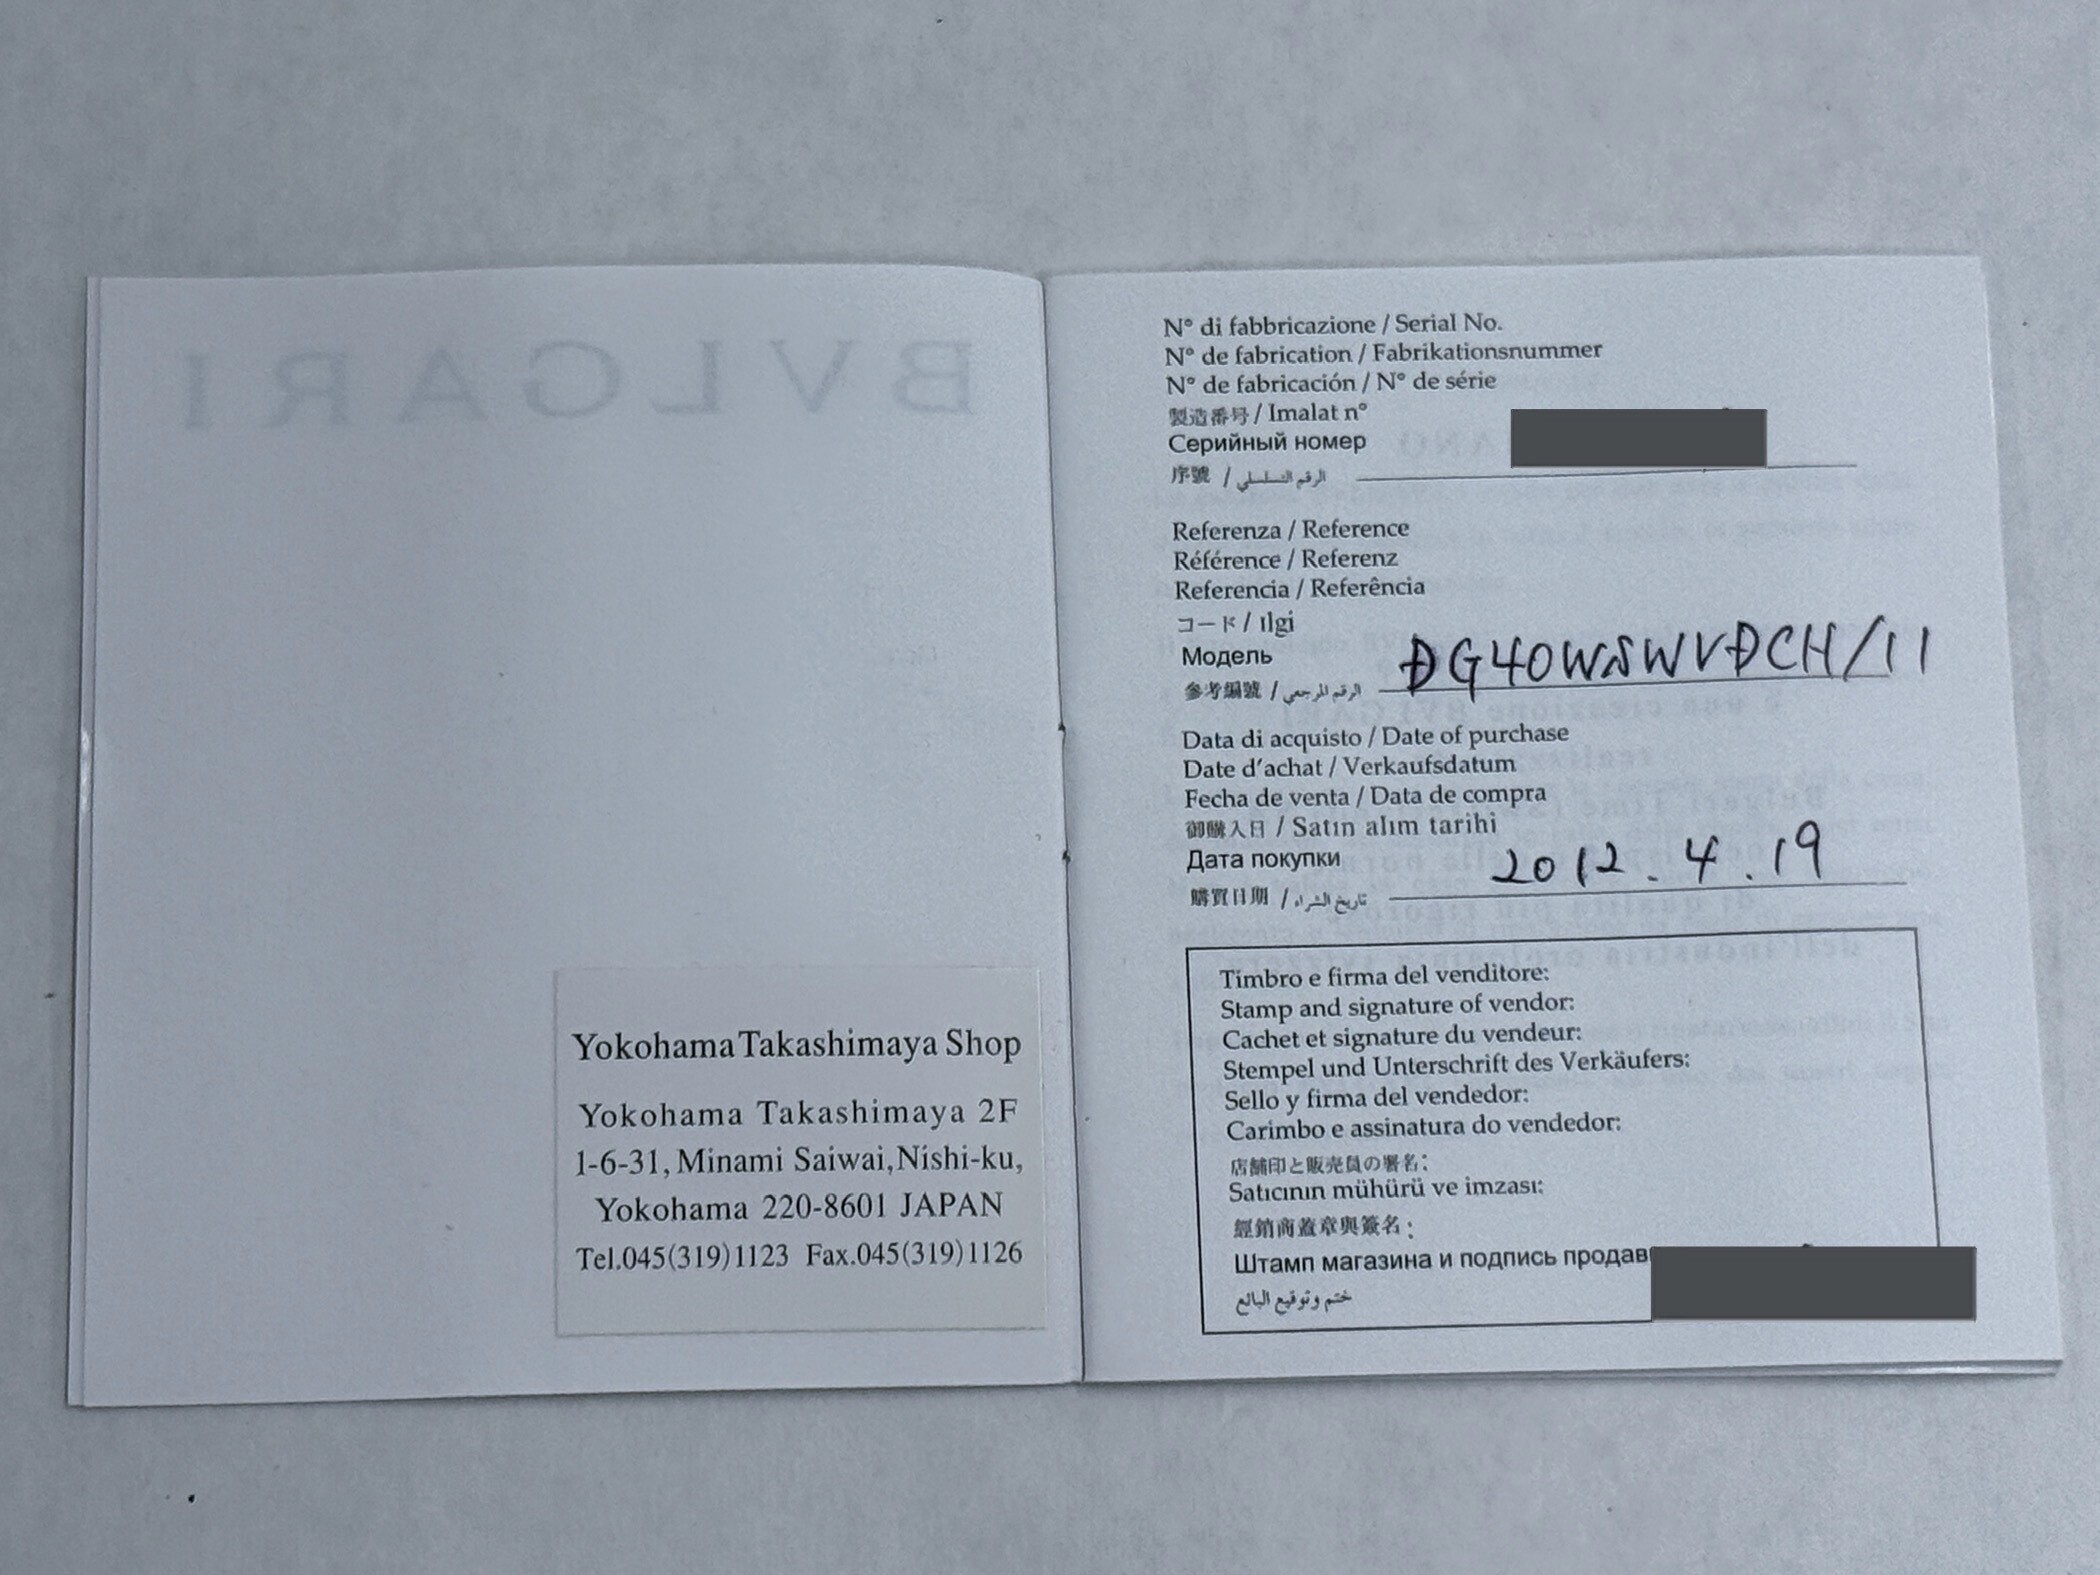 BVLGARI
Yokohama Takashimaya Shop
Yokohama Takashimaya 2F
1-6-31, Minami Saiwai, Nishi-ku,
Yokohama 220-8601 JAPAN
Tel.045(319)1123 Fax.045(319)1126
N° di fabbricazione / Serial No.
N° de fabrication / Fabrikationsnummer
N° de fabricación / N° de série
製造番号 / Imalat n°
Серийный номер
序號 / الرقم التسلسلي
Referenza / Reference
Référence / Referenz
Referencia / Referência
コード / Ilgi
Модель
參考編號 / الرقم المرجعي DG40WSWVDCH/11
Data di acquisto / Date of purchase
Date d'achat / Verkaufsdatum
Fecha de venta / Data de compra
御購入日 / Satın alım tarihi
Дата покупки
購買日期 / تاريخ الشراء 2012.4.19
Timbro e firma del venditore:
Stamp and signature of vendor:
Cachet et signature du vendeur:
Stempel und Unterschrift des Verkäufers:
Sello y firma del vendedor:
Carimbo e assinatura do vendedor:
店舗印と販売員の署名:
Satıcının mühürü ve imzası:
經銷商蓋章與簽名:
Штамп магазина и подпись
ختم وتوقيع البائع